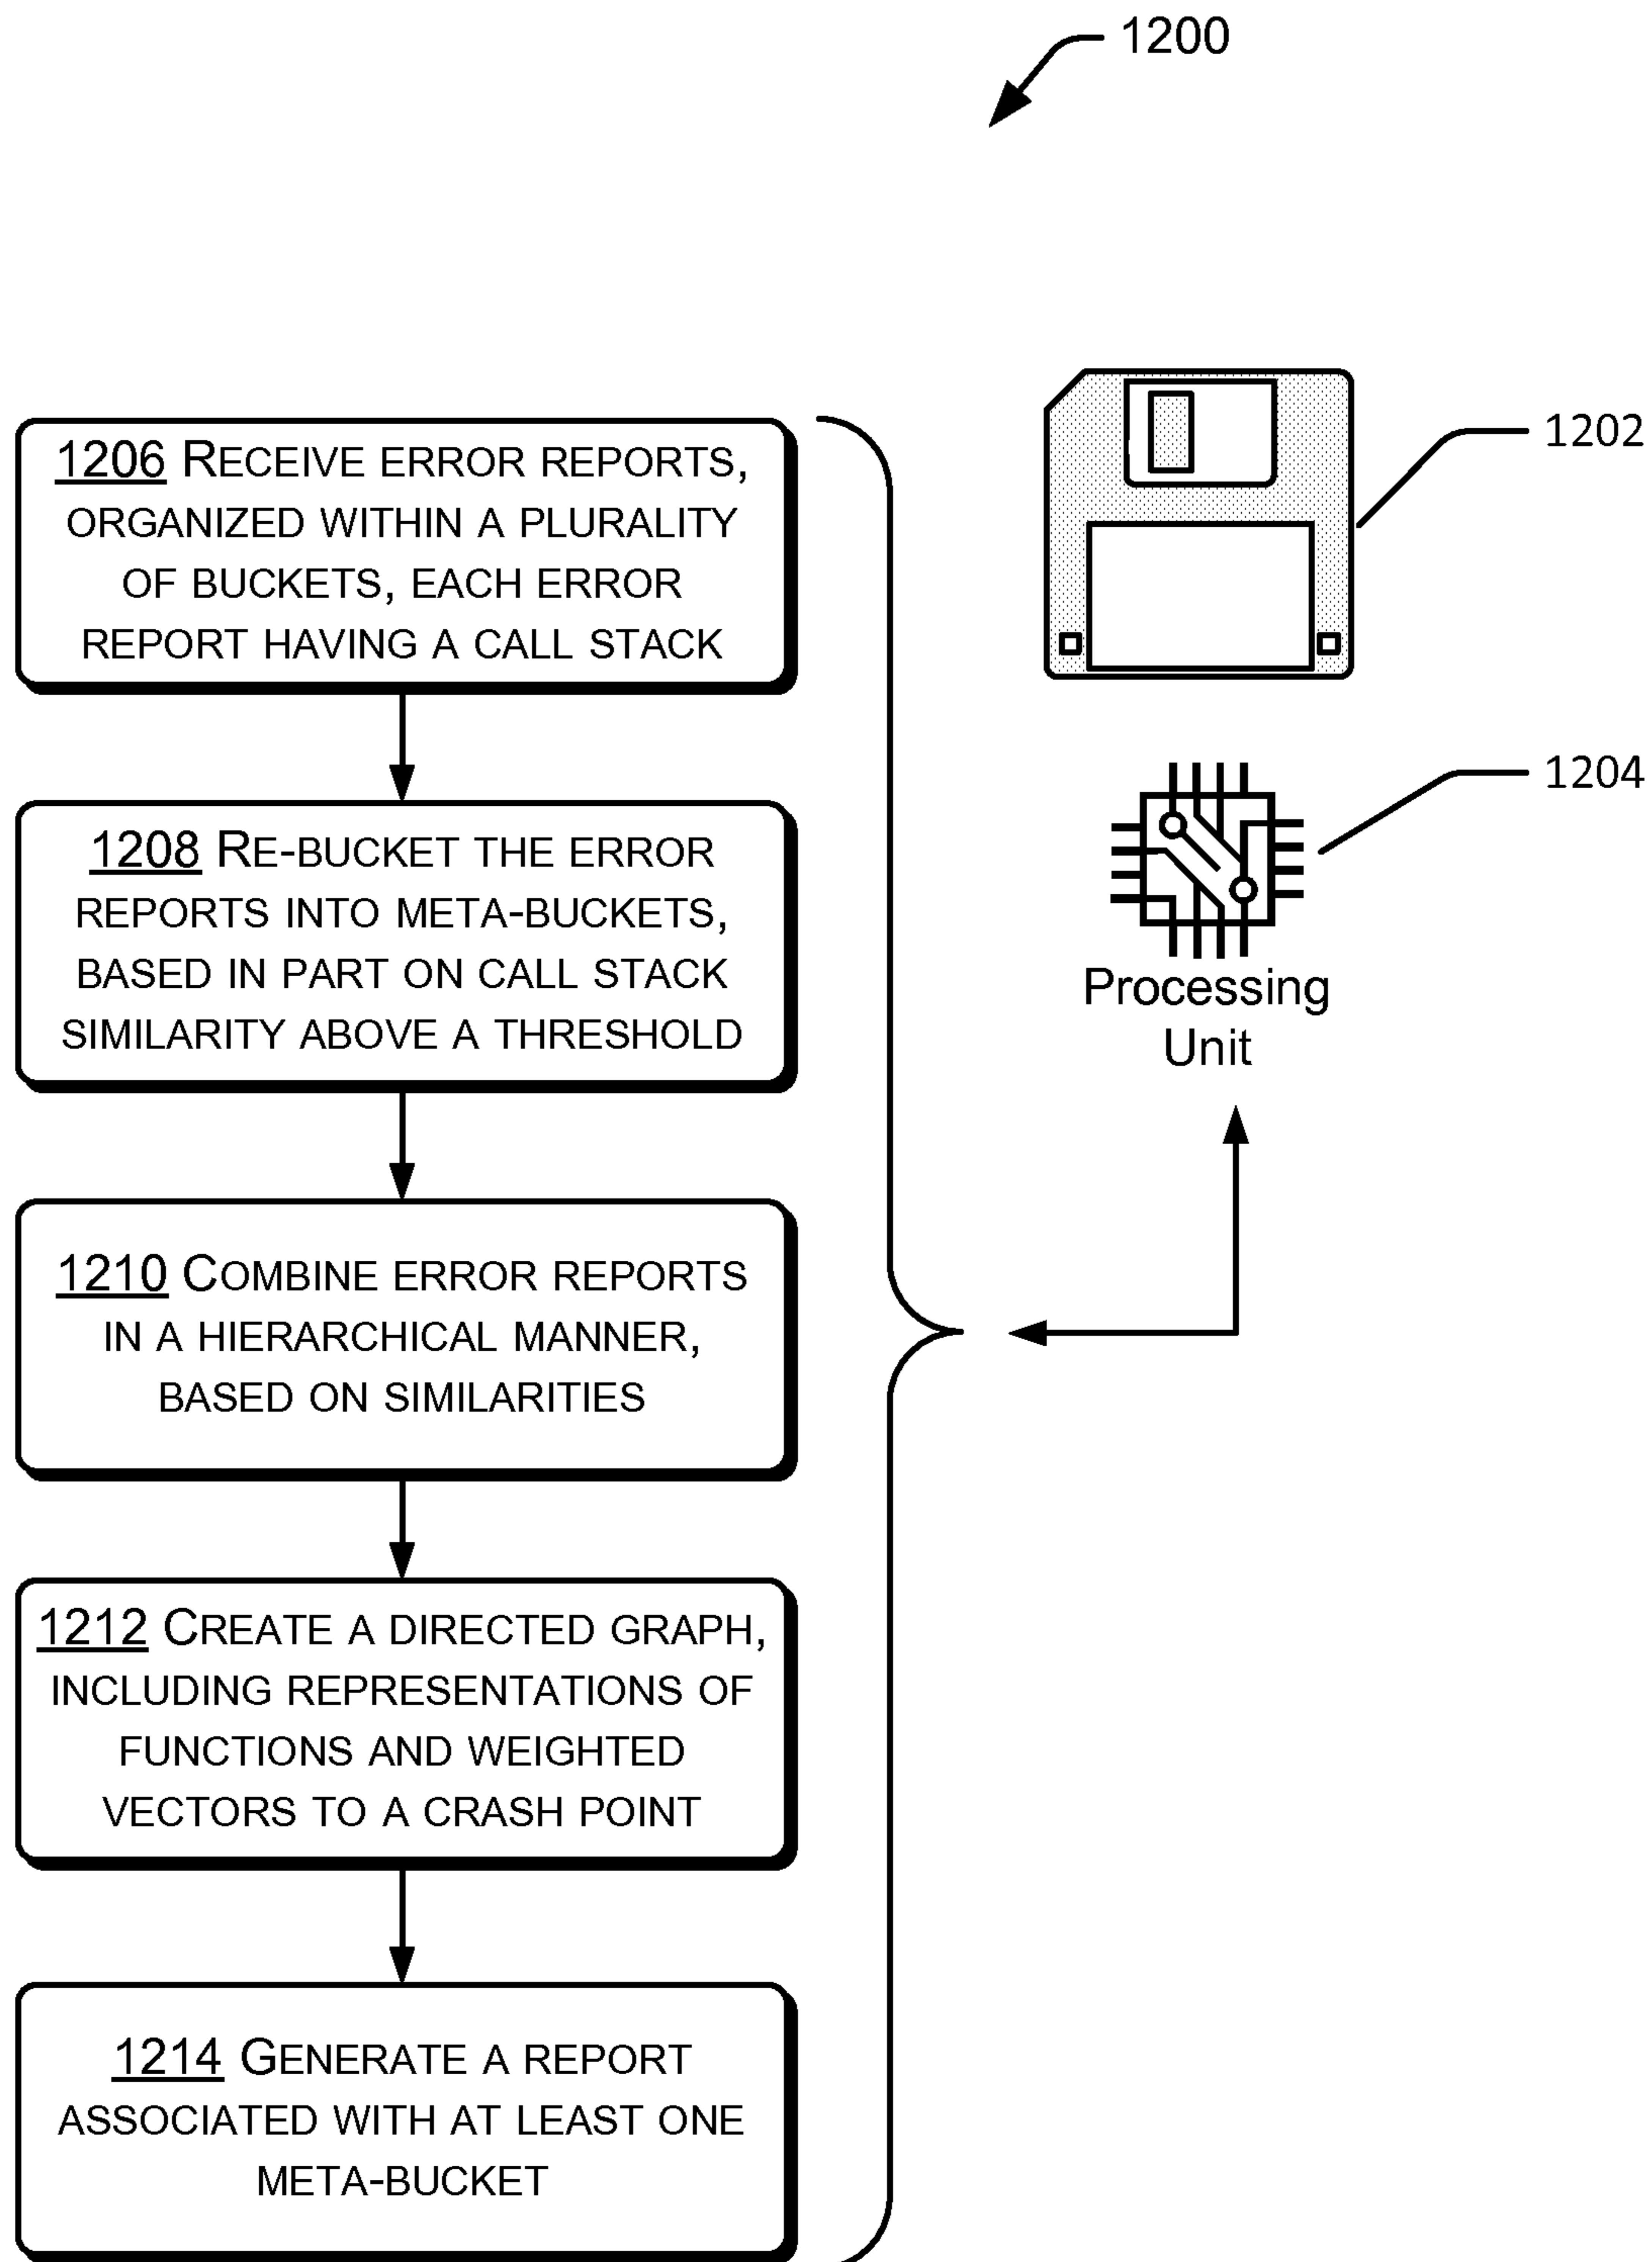 1200
1206 RECEIVE ERROR REPORTS,
ORGANIZED WITHIN A PLURALITY
OF BUCKETS, EACH ERROR
REPORT HAVING A CALL STACK
1202
1208 RE-BUCKET THE ERROR
REPORTS INTO META-BUCKETS,
BASED IN PART ON CALL STACK
SIMILARITY ABOVE A THRESHOLD
1204
Processing
Unit
1210 COMBINE ERROR REPORTS
IN A HIERARCHICAL MANNER,
BASED ON SIMILARITIES
1212 CREATE A DIRECTED GRAPH,
INCLUDING REPRESENTATIONS OF
FUNCTIONS AND WEIGHTED
VECTORS TO A CRASH POINT
1214 GENERATE A REPORT
ASSOCIATED WITH AT LEAST ONE
META-BUCKET